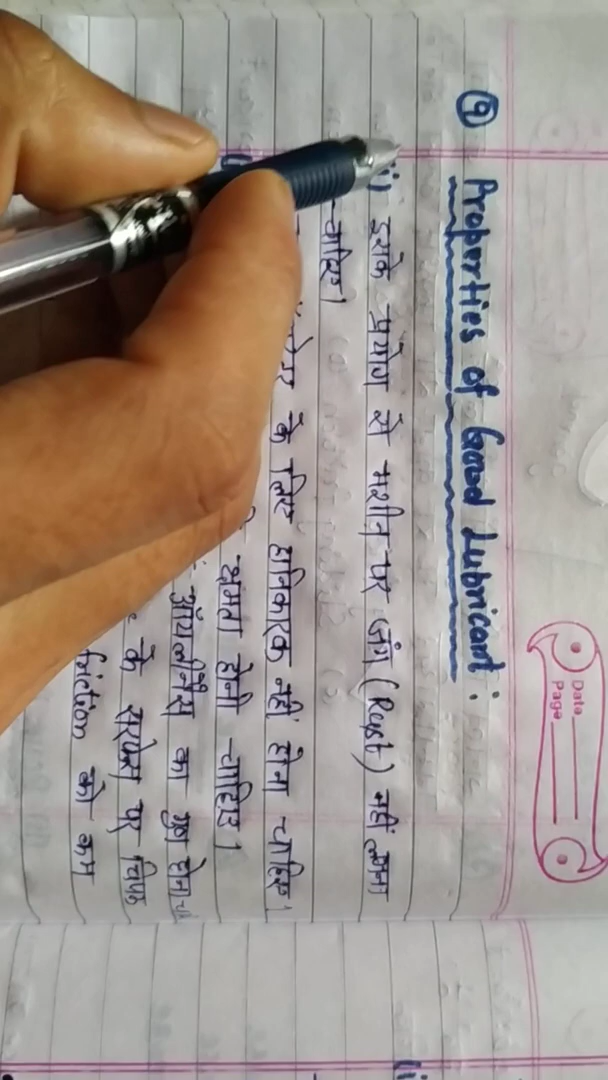 Date
Page
(9) Properties of Good Lubricant :
(i) इसके प्रयोग से मशीन पर जंग (Rust) नहीं लगना
चाहिए।
के लिए हानिकारक नहीं होना चाहिए।
क्षमता होनी चाहिए।
ऑयलीनैस का गुण होना
के सरफेस पर चिपक
friction को कम